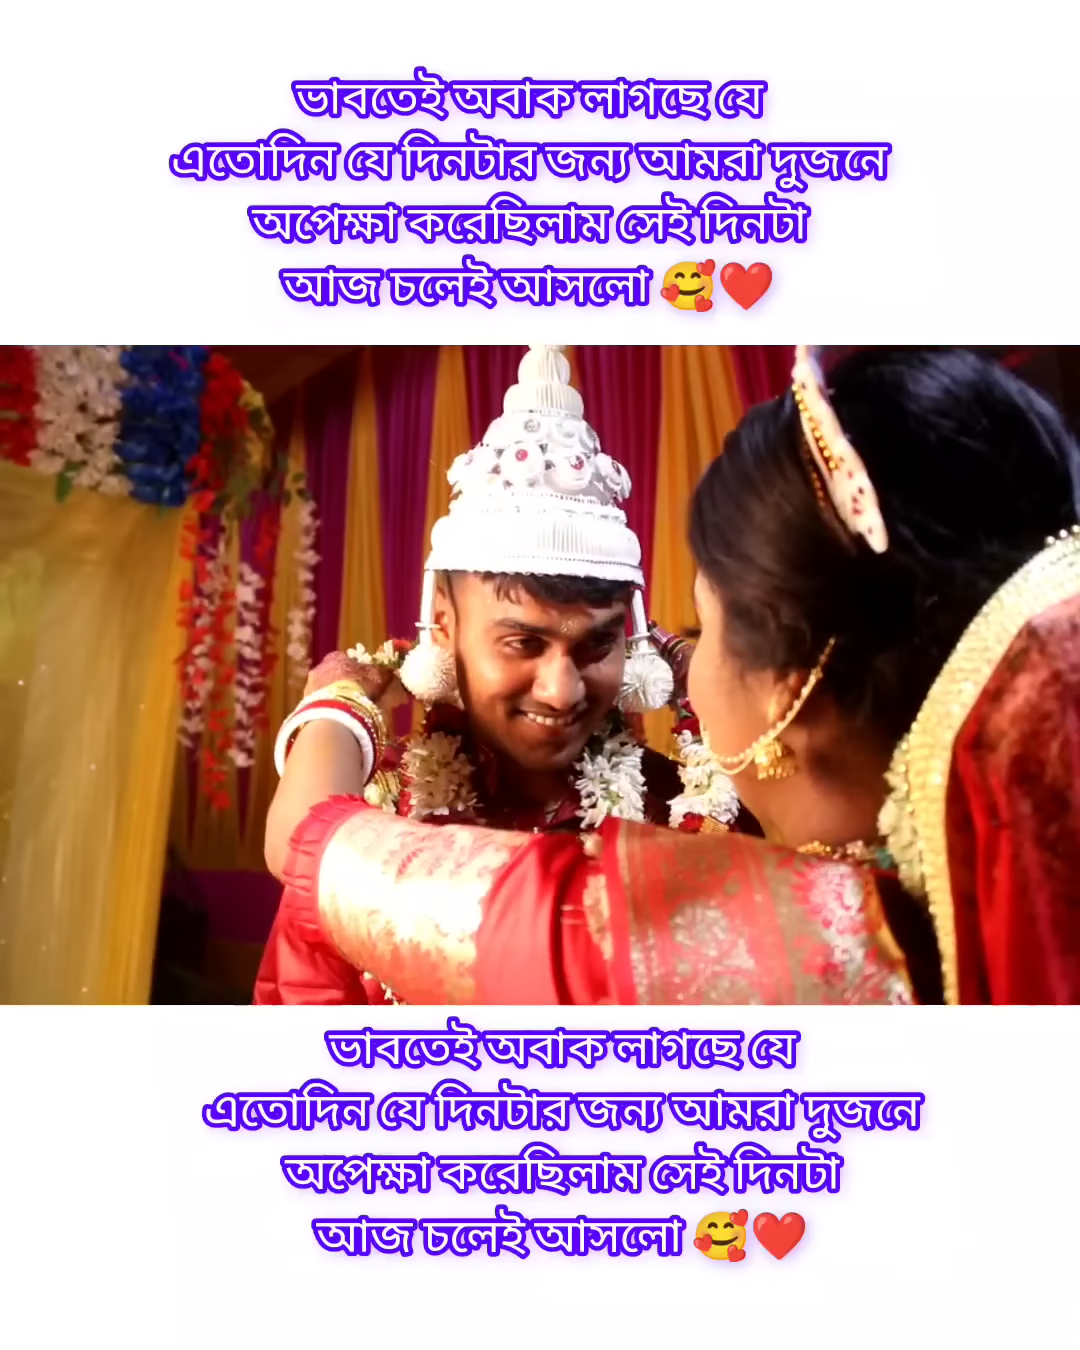 ভাবতেই অবাক লাগছে যে
এতোদিন যে দিনটার জন্য আমরা দুজনে
অপেক্ষা করেছিলাম সেই দিনটা
আজ চলেই আসলো 🥰❤️
ভাবতেই অবাক লাগছে যে
এতোদিন যে দিনটার জন্য আমরা দুজনে
অপেক্ষা করেছিলাম সেই দিনটা
আজ চলেই আসলো 🥰❤️